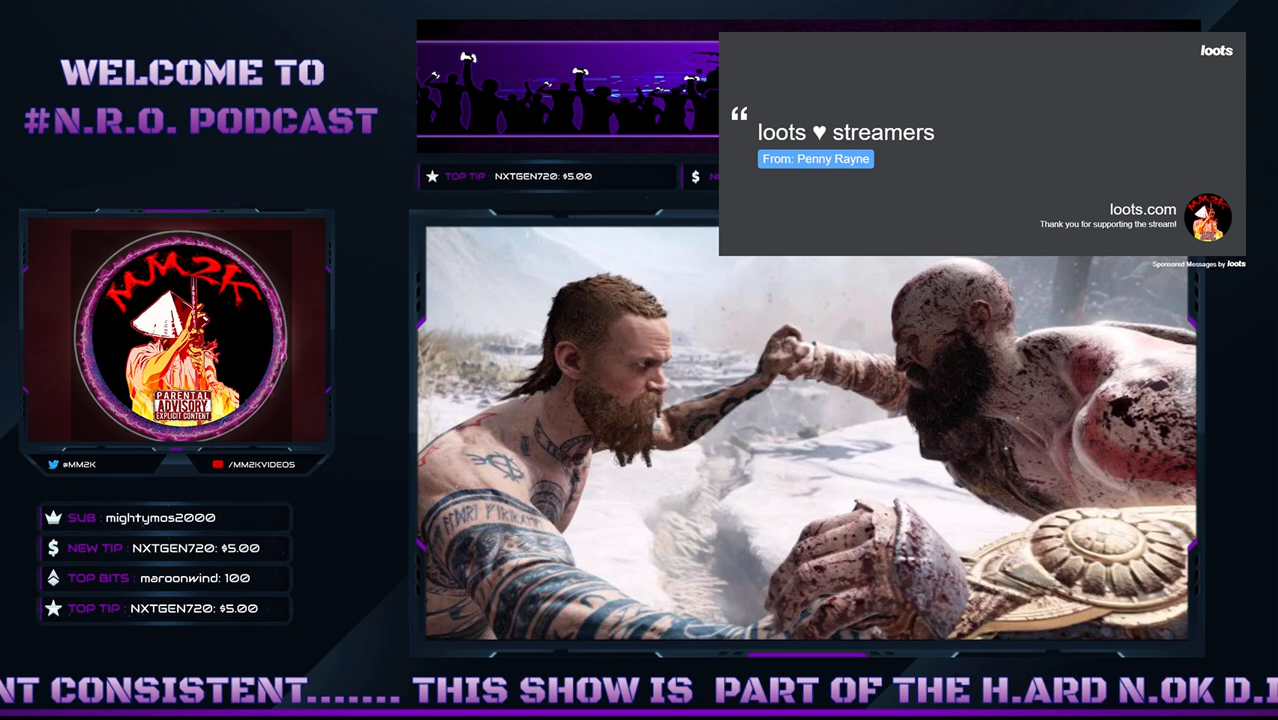 WELCOME TO
#N.R.O. PODCAST
loots
“
loots ♥ streamers
From: Penny Rayne
loots.com
Thank you for supporting the stream!
Sponsored Messages by loots
TOP TIP : NXTGEN720: $5.00
MM2K
PARENTAL
ADVISORY
EXPLICIT CONTENT
@MM2K
/MM2KVIDEOS
SUB : mightymos2000
NEW TIP : NXTGEN720: $5.00
TOP BITS : maroonwind: 100
TOP TIP : NXTGEN720: $5.00
NT CONSISTENT....... THIS SHOW IS PART OF THE H.ARD N.OK D.I